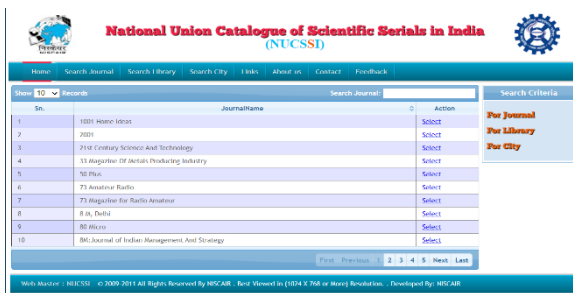 National Union Catalogue of Scientific Serials in India
(NUCSSI)
Home Search Journal Search Library Search City Links About us Contact Feedback
Show 10 Records Search Journal:
Sn. JournalName Action
1 1001 Home Ideas Select
2 2001 Select
3 21st Century Science And Technology Select
4 33 Magazine Of Metals Producing Industry Select
5 50 Plus Select
6 73 Amateur Radio Select
7 73 Magazine for Radio Amateur Select
8 8 M, Delhi Select
9 80 Micro Select
10 8M:Journal of Indian Management And Strategy Select
First Previous 1 2 3 4 5 Next Last
Search Criteria
For Journal
For Library
For City
Web Master : NUCSSI © 2009-2011 All Rights Reserved By NISCAIR . Best Viewed in (1024 X 768 or More) Resolution. . Developed By: NISCAIR